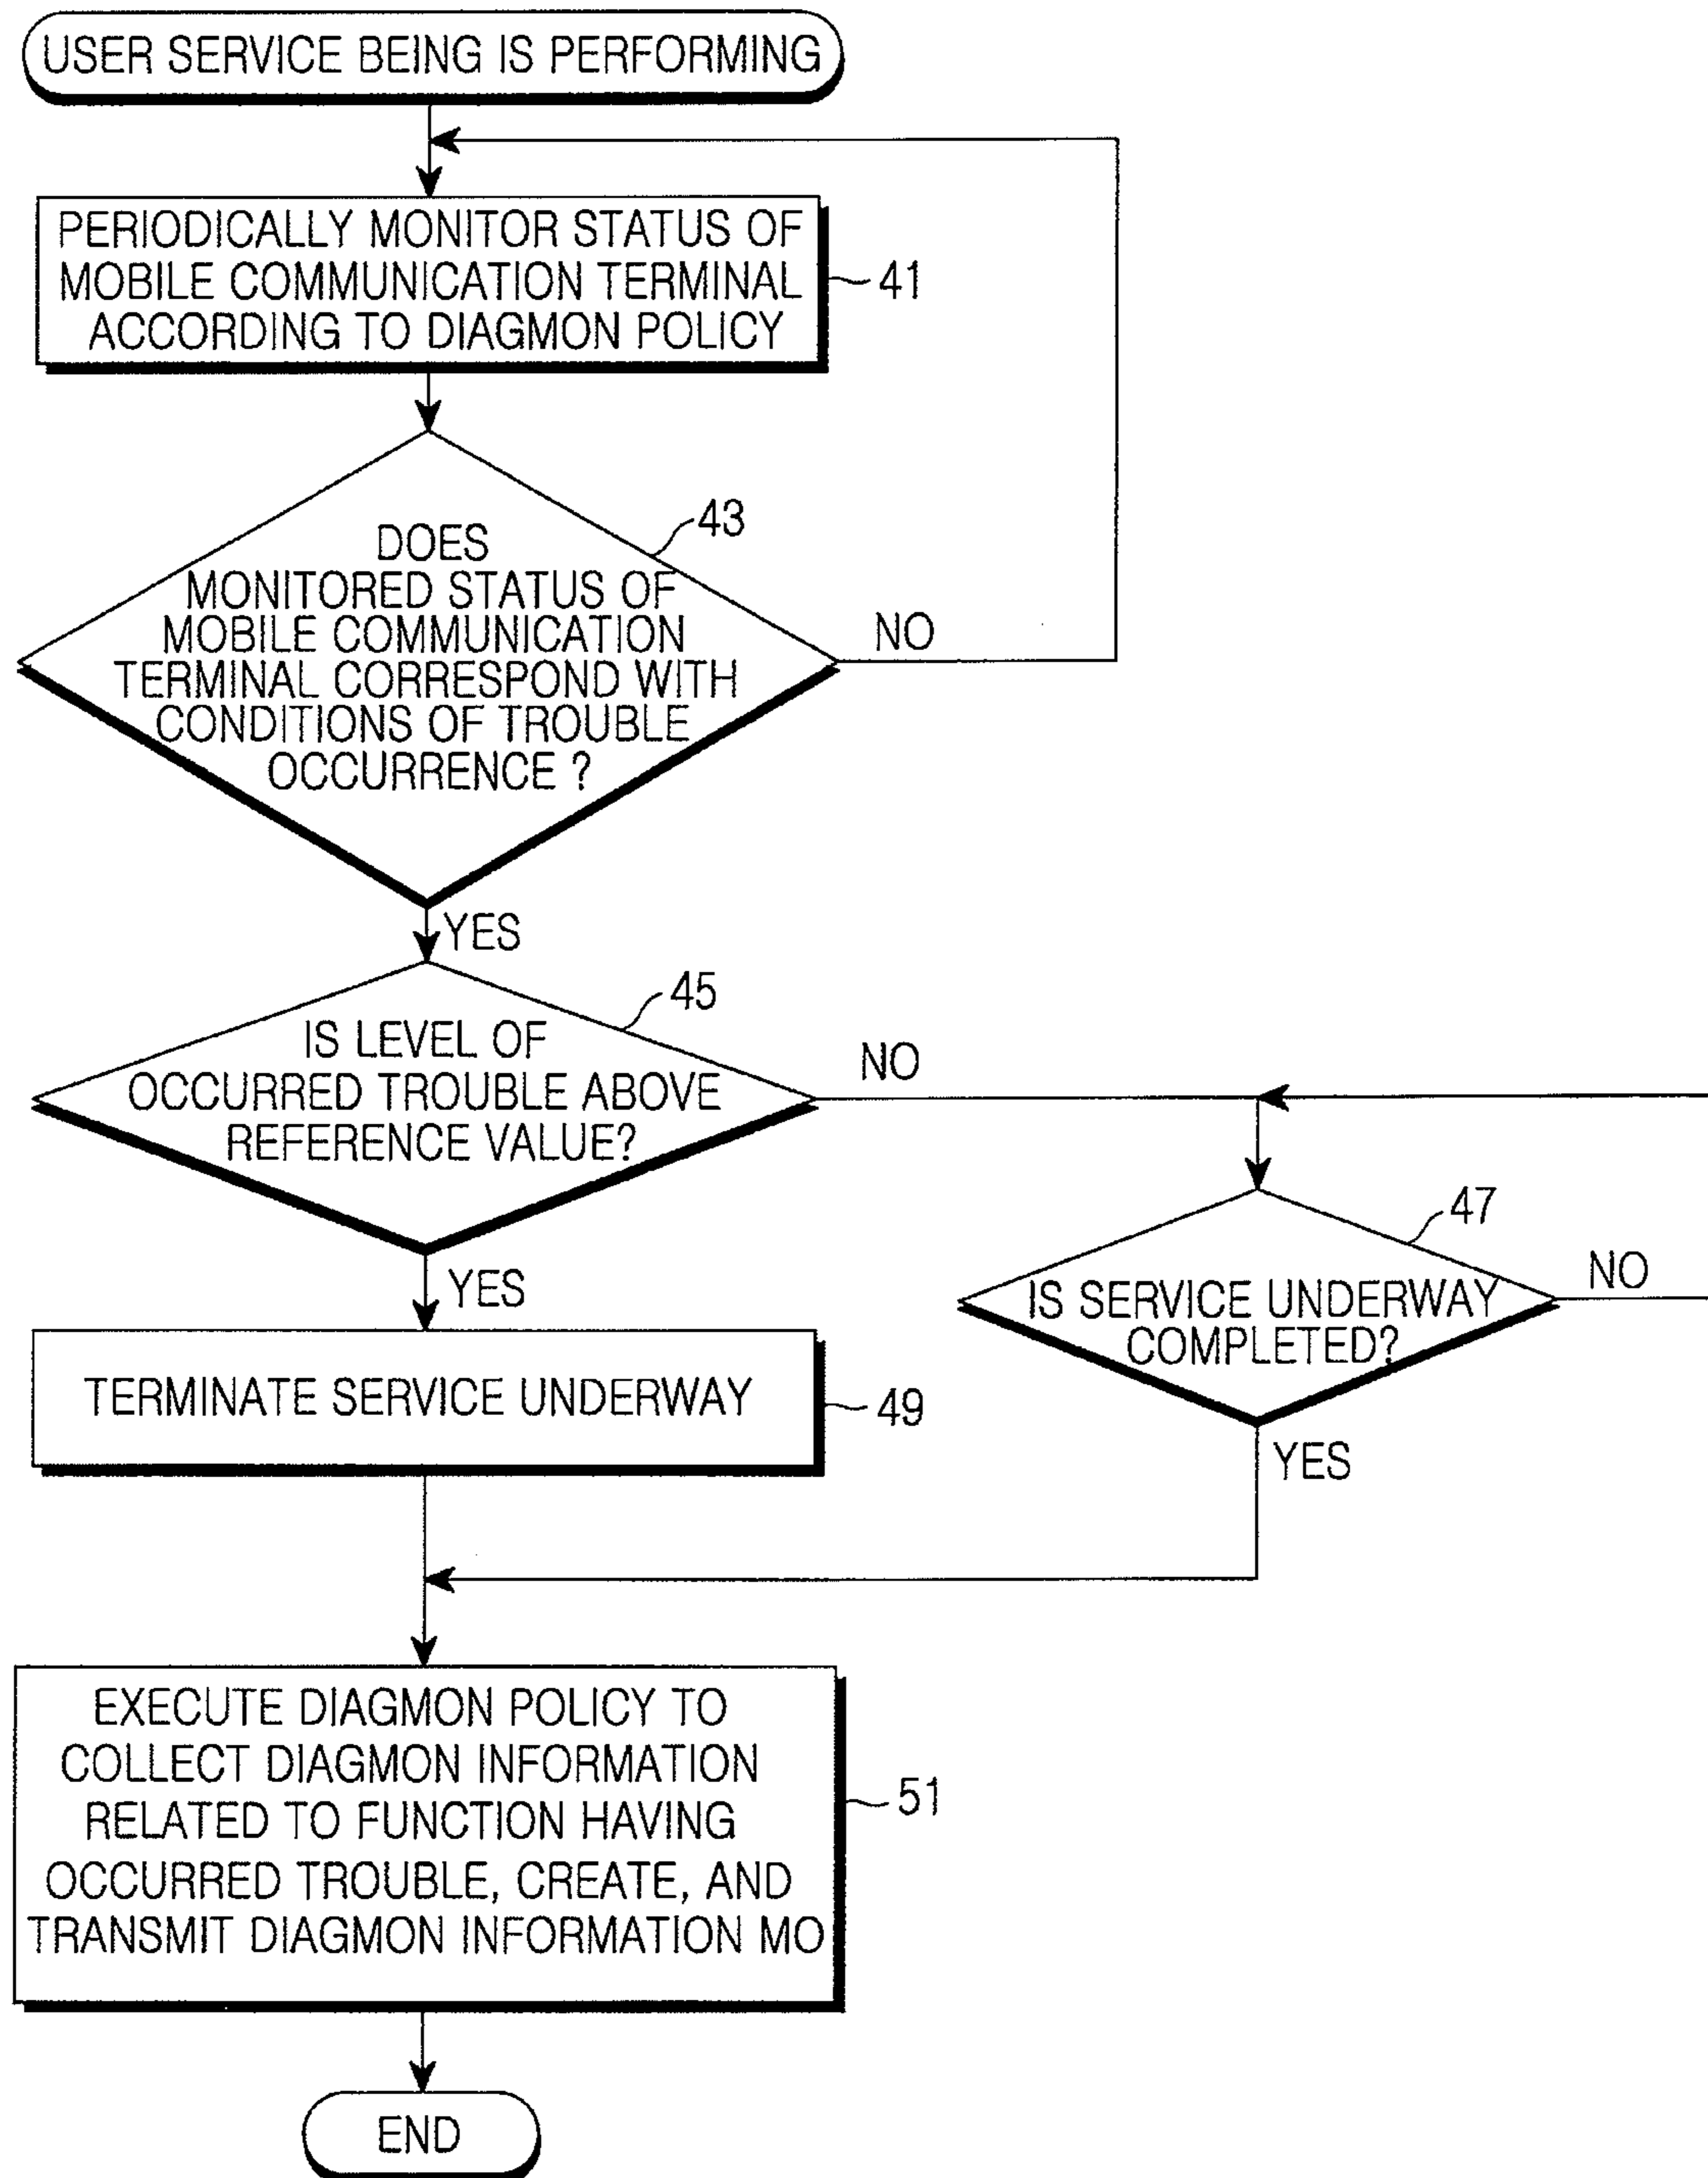 USER SERVICE BEING IS PERFORMING
PERIODICALLY MONITOR STATUS OF
MOBILE COMMUNICATION TERMINAL
ACCORDING TO DIAGMON POLICY
41
43
DOES
MONITORED STATUS OF
MOBILE COMMUNICATION
TERMINAL CORRESPOND WITH
CONDITIONS OF TROUBLE
OCCURRENCE ?
NO
YES
45
IS LEVEL OF
OCCURRED TROUBLE ABOVE
REFERENCE VALUE?
NO
47
IS SERVICE UNDERWAY
COMPLETED?
NO
YES
YES
TERMINATE SERVICE UNDERWAY
49
EXECUTE DIAGMON POLICY TO
COLLECT DIAGMON INFORMATION
RELATED TO FUNCTION HAVING
OCCURRED TROUBLE, CREATE, AND
TRANSMIT DIAGMON INFORMATION MO
51
END